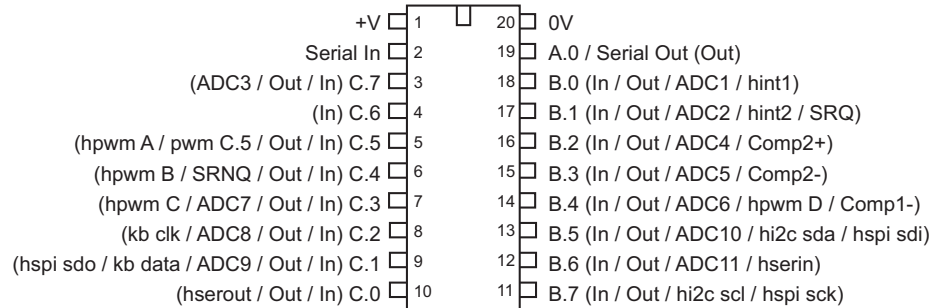 +V 1 20 0V
Serial In 2 19 A.0 / Serial Out (Out)
(ADC3 / Out / In) C.7 3 18 B.0 (In / Out / ADC1 / hint1)
(In) C.6 4 17 B.1 (In / Out / ADC2 / hint2 / SRQ)
(hpwm A / pwm C.5 / Out / In) C.5 5 16 B.2 (In / Out / ADC4 / Comp2+)
(hpwm B / SRNQ / Out / In) C.4 6 15 B.3 (In / Out / ADC5 / Comp2-)
(hpwm C / ADC7 / Out / In) C.3 7 14 B.4 (In / Out / ADC6 / hpwm D / Comp1-)
(kb clk / ADC8 / Out / In) C.2 8 13 B.5 (In / Out / ADC10 / hi2c sda / hspi sdi)
(hspi sdo / kb data / ADC9 / Out / In) C.1 9 12 B.6 (In / Out / ADC11 / hserin)
(hserout / Out / In) C.0 10 11 B.7 (In / Out / hi2c scl / hspi sck)